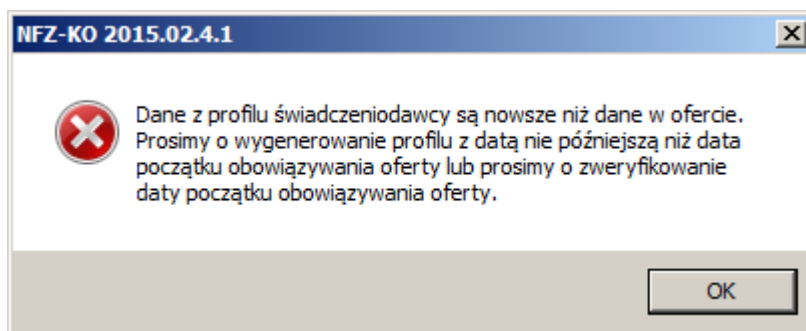 NFZ-KO 2015.02.4.1
Dane z profilu świadczeniodawcy są nowsze niż dane w ofercie.
Prosimy o wygenerowanie profilu z datą nie późniejszą niż data
początku obowiązywania oferty lub prosimy o zweryfikowanie
daty początku obowiązywania oferty.
OK